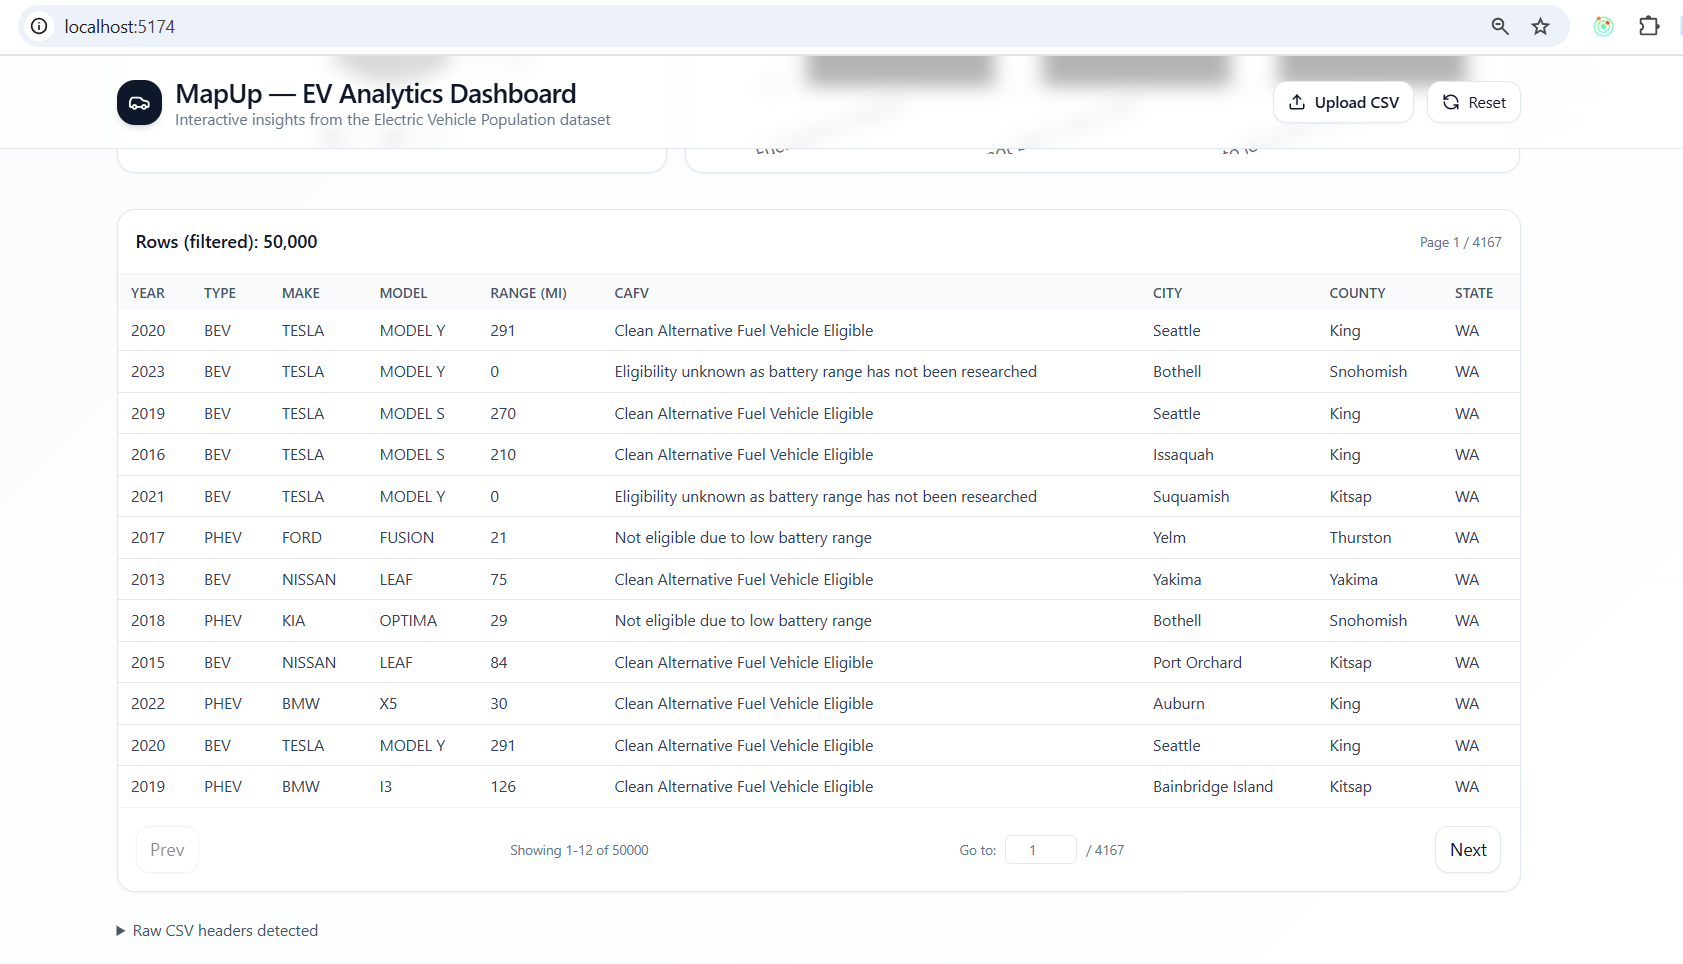 localhost:5174
MapUp — EV Analytics Dashboard
Interactive insights from the Electric Vehicle Population dataset
Upload CSV
Reset
Rows (filtered): 50,000
Page 1 / 4167
YEAR TYPE MAKE MODEL RANGE (MI) CAFV CITY COUNTY STATE
2020 BEV TESLA MODEL Y 291 Clean Alternative Fuel Vehicle Eligible Seattle King WA
2023 BEV TESLA MODEL Y 0 Eligibility unknown as battery range has not been researched Bothell Snohomish WA
2019 BEV TESLA MODEL S 270 Clean Alternative Fuel Vehicle Eligible Seattle King WA
2016 BEV TESLA MODEL S 210 Clean Alternative Fuel Vehicle Eligible Issaquah King WA
2021 BEV TESLA MODEL Y 0 Eligibility unknown as battery range has not been researched Suquamish Kitsap WA
2017 PHEV FORD FUSION 21 Not eligible due to low battery range Yelm Thurston WA
2013 BEV NISSAN LEAF 75 Clean Alternative Fuel Vehicle Eligible Yakima Yakima WA
2018 PHEV KIA OPTIMA 29 Not eligible due to low battery range Bothell Snohomish WA
2015 BEV NISSAN LEAF 84 Clean Alternative Fuel Vehicle Eligible Port Orchard Kitsap WA
2022 PHEV BMW X5 30 Clean Alternative Fuel Vehicle Eligible Auburn King WA
2020 BEV TESLA MODEL Y 291 Clean Alternative Fuel Vehicle Eligible Seattle King WA
2019 PHEV BMW I3 126 Clean Alternative Fuel Vehicle Eligible Bainbridge Island Kitsap WA
Prev
Showing 1-12 of 50000
Go to: 1 / 4167
Next
Raw CSV headers detected